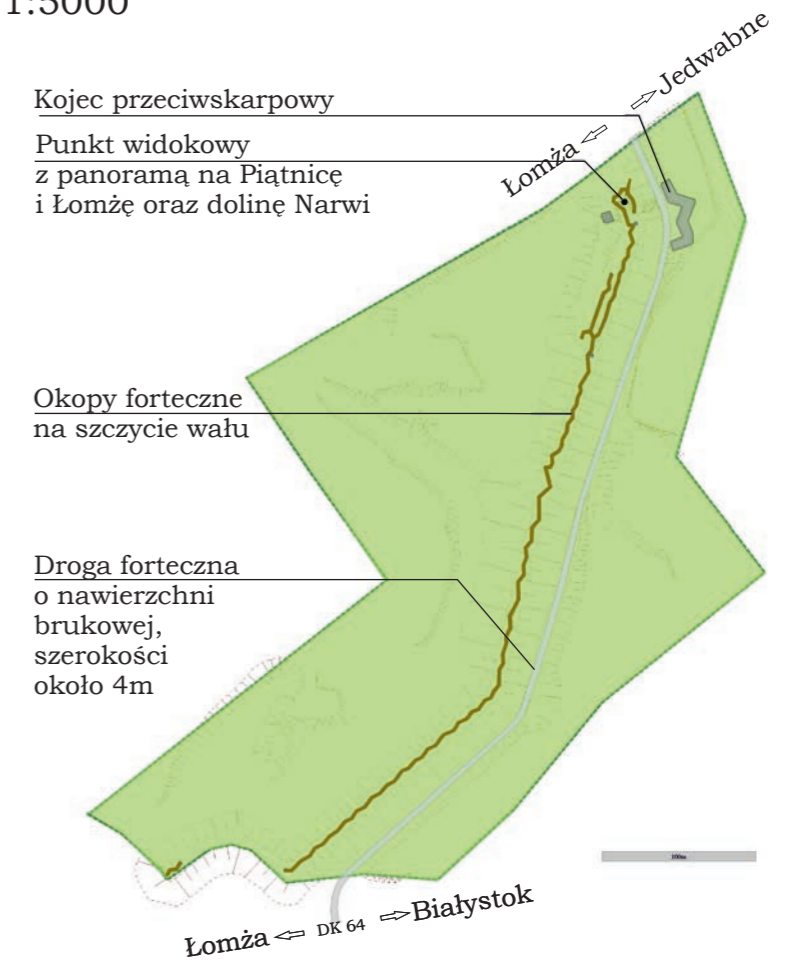 1:5000
Jedwabne
Kojec przeciwskarpowy
Łomża
Punkt widokowy
z panoramą na Piątnicę
i Łomżę oraz dolinę Narwi
Okopy forteczne
na szczycie wału
Droga forteczna
o nawierzchni
brukowej,
szerokości
około 4m
100m
Łomża DK 64 Białystok